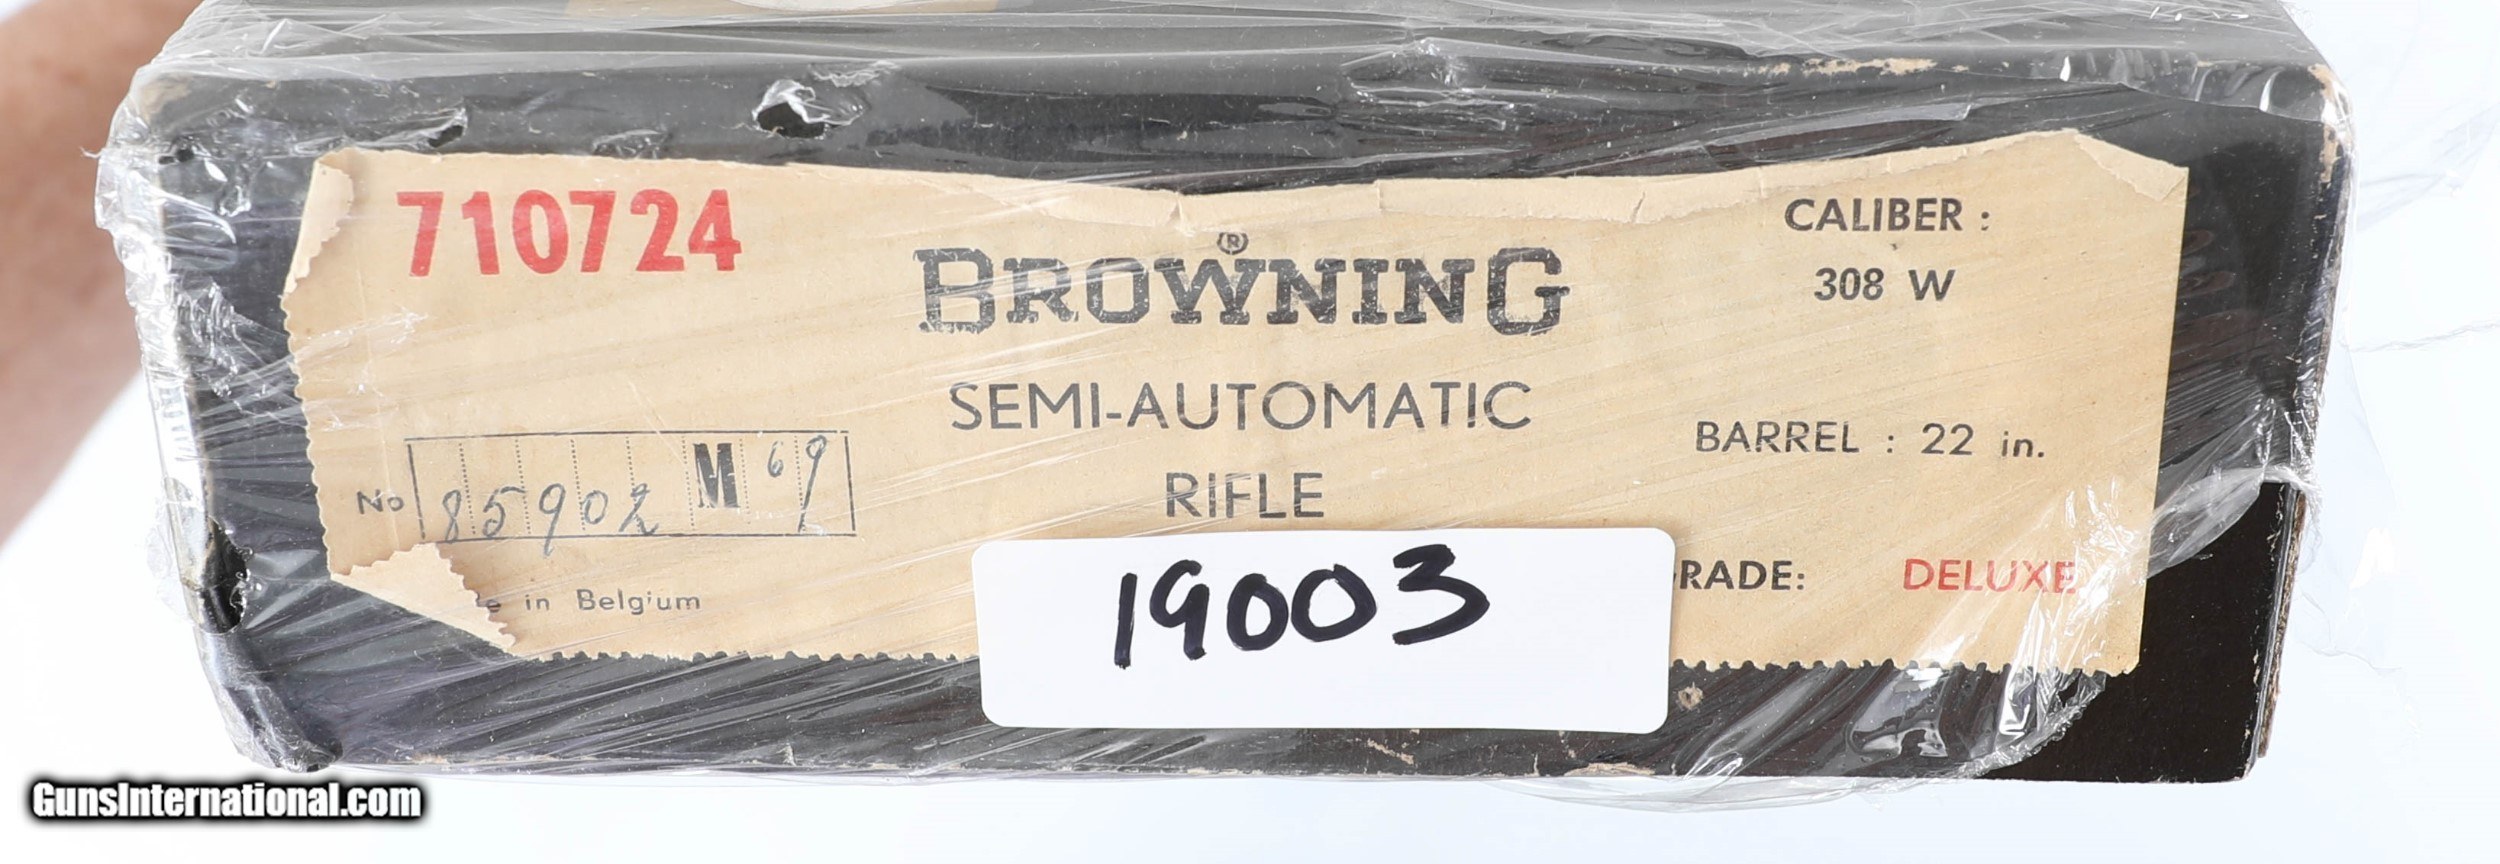 710724
BROWNING
®
SEMI-AUTOMATIC
RIFLE
CALIBER :
308 W
BARREL : 22 in.
RADE: DELUXE
No 85902 M 69
e in Belgium
19003
GunsInternational.com